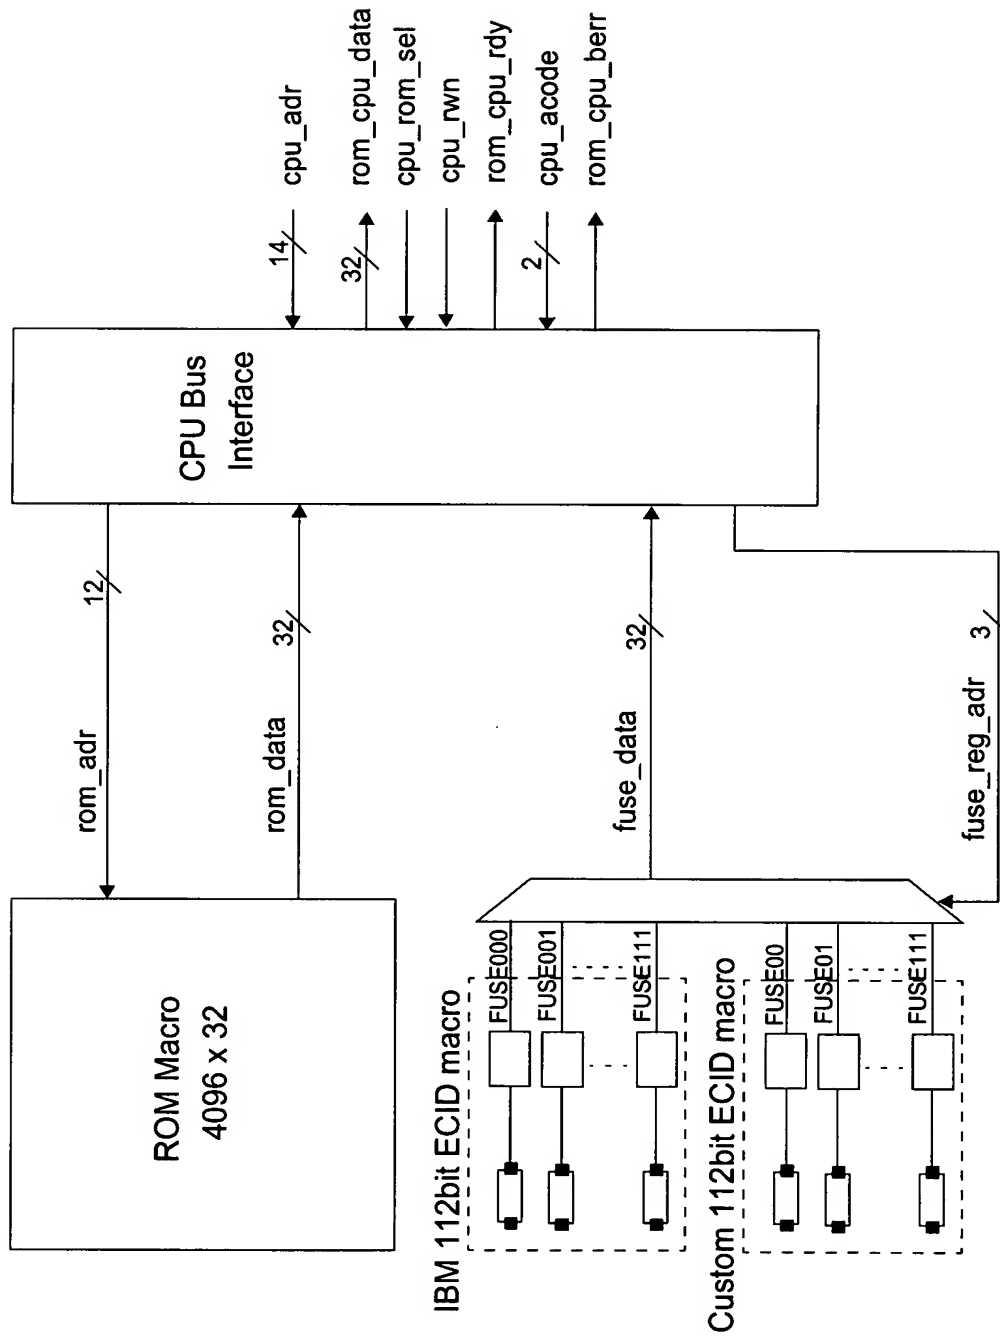 ROM Macro
4096 x 32
rom_adr
12
rom_data
32
CPU Bus
Interface
14
cpu_adr
32
rom_cpu_data
cpu_rom_sel
cpu_rwn
rom_cpu_rdy
2
cpu_acode
rom_cpu_berr
IBM 112bit ECID macro
FUSE000
FUSE001
FUSE111
fuse_data
32
Custom 112bit ECID macro
FUSE00
FUSE01
FUSE111
fuse_reg_adr
3